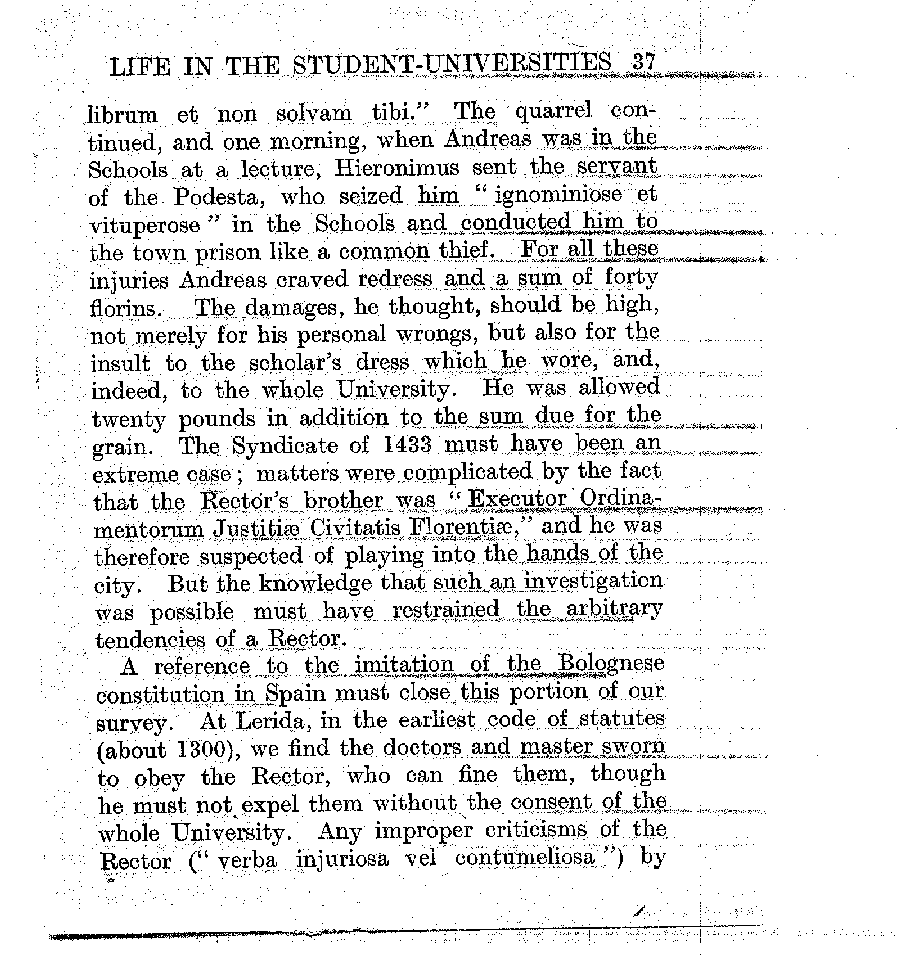 LIFE IN THE STUDENT-UNIVERSITIES 37
librum et non solvam tibi.” The quarrel con-
tinued, and one morning, when Andreas was in the
Schools at a lecture, Hieronimus sent the servant
of the Podesta, who seized him “ ignominiose et
vituperose ” in the Schools and conducted him to
the town prison like a common thief. For all these
injuries Andreas craved redress and a sum of forty
florins. The damages, he thought, should be high,
not merely for his personal wrongs, but also for the
insult to the scholar’s dress which he wore, and,
indeed, to the whole University. He was allowed
twenty pounds in addition to the sum due for the
grain. The Syndicate of 1433 must have been an
extreme case ; matters were complicated by the fact
that the Rector’s brother was “ Executor Ordina-
mentorum Justitiæ Civitatis Florentiæ,” and he was
therefore suspected of playing into the hands of the
city. But the knowledge that such an investigation
was possible must have restrained the arbitrary
tendencies of a Rector.
A reference to the imitation of the Bolognese
constitution in Spain must close this portion of our
survey. At Lerida, in the earliest code of statutes
(about 1300), we find the doctors and master sworn
to obey the Rector, who can fine them, though
he must not expel them without the consent of the
whole University. Any improper criticisms of the
Rector (“ verba injuriosa vel contumeliosa ”) by